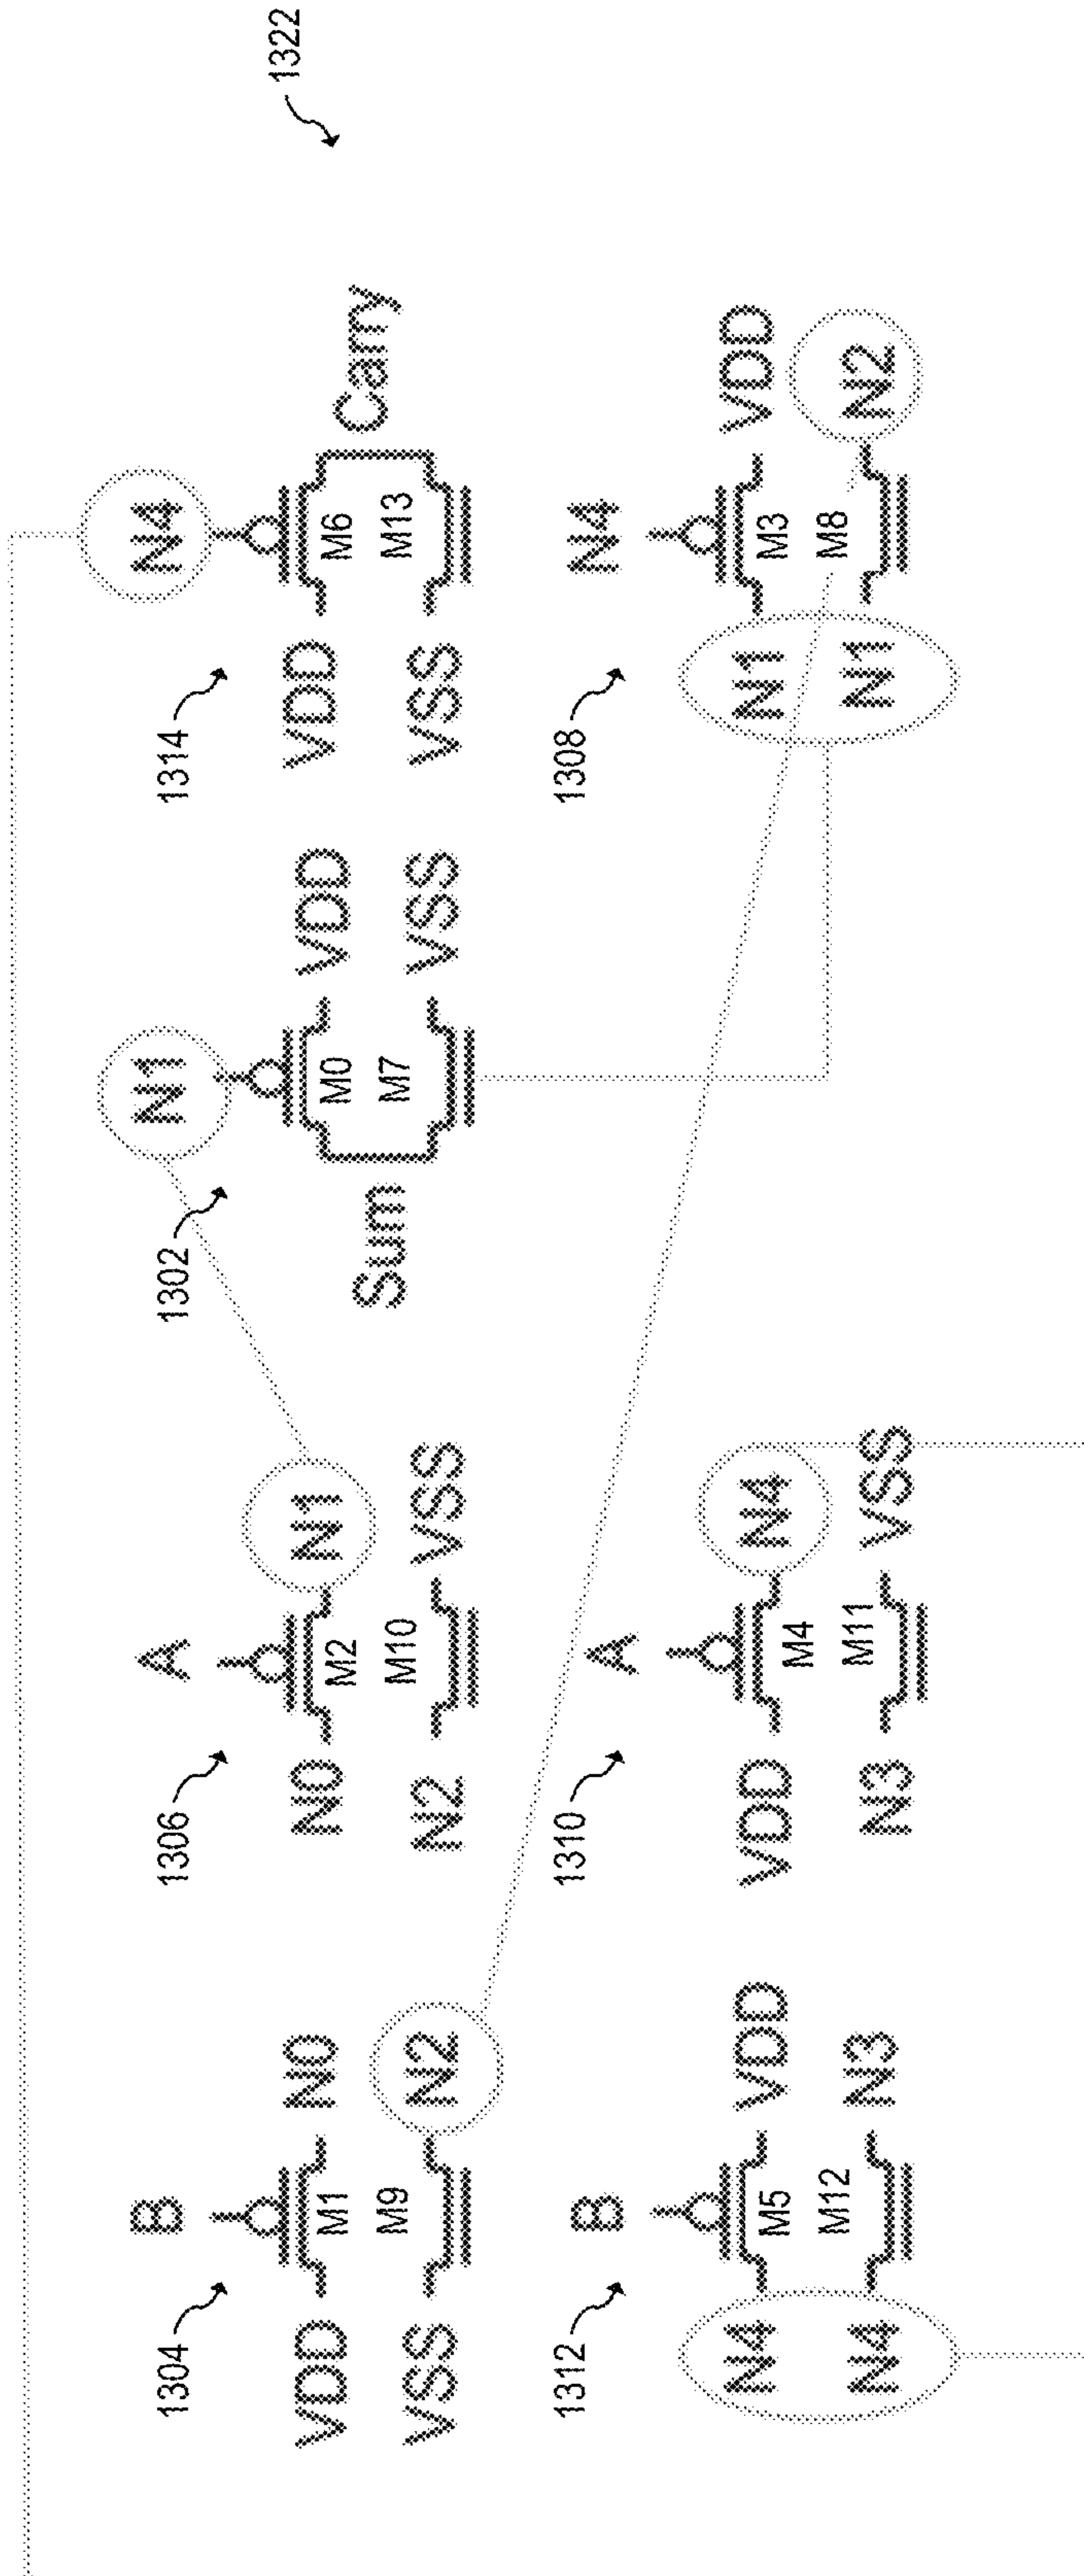 B A N1 N4
1304 1306 1302 1314
1322
VDD M1 N0 N0 M2 N1 M0 VDD VDD M6
Sum Carry
VSS M9 N2 N2 M10 VSS M7 VSS VSS M13
B A N4
1312 1310 1308
N4 M5 VDD VDD M4 N4 N1 M3 VDD
N4 M12 N3 N3 M11 VSS N1 M8 N2